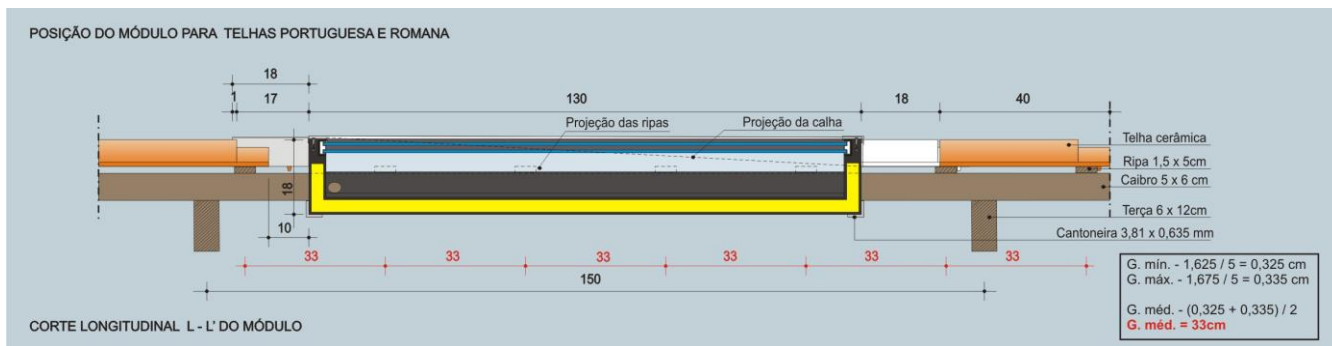 POSIÇÃO DO MÓDULO PARA TELHAS PORTUGUESA E ROMANA
18
1 17 130 18 40
Projeção das ripas
Projeção da calha
Telha cerâmica
Ripa 1,5 x 5cm
Caibro 5 x 6 cm
Terça 6 x 12cm
Cantoneira 3,81 x 0,635 mm
18
10
33 33 33 33 33 33
150
G. mín. - 1,625 / 5 = 0,325 cm
G. máx. - 1,675 / 5 = 0,335 cm
G. méd. - (0,325 + 0,335) / 2
G. méd. = 33cm
CORTE LONGITUDINAL L - L' DO MÓDULO